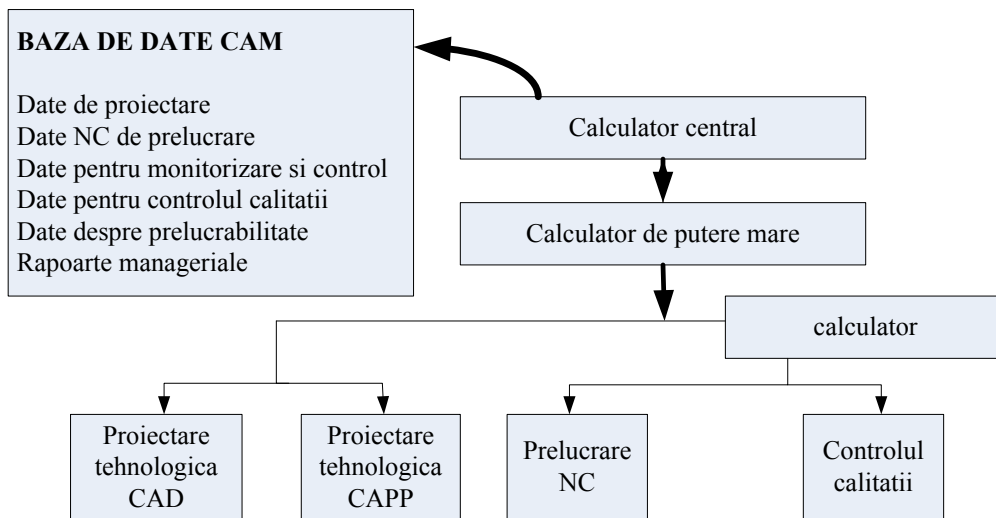 BAZA DE DATE CAM
Date de proiectare
Date NC de prelucrare
Date pentru monitorizare si control
Date pentru controlul calitatii
Date despre prelucrabilitate
Rapoarte manageriale
Calculator central
Calculator de putere mare
calculator
Proiectare
tehnologica
CAD
Proiectare
tehnologica
CAPP
Prelucrare
NC
Controlul
calitatii